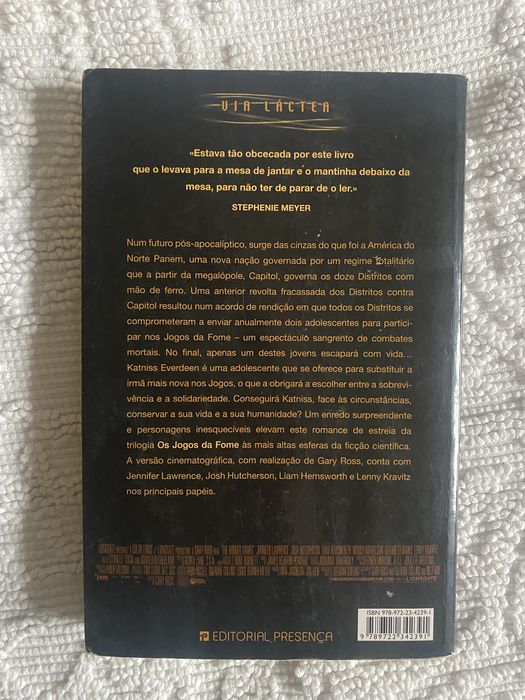 VIA LÁCTEA
«Estava tão obcecada por este livro
que o levava para a mesa de jantar e o mantinha debaixo da
mesa, para não ter de parar de o ler.»
STEPHENIE MEYER
Num futuro pós-apocalíptico, surge das cinzas do que foi a América do
Norte Panem, uma nova nação governada por um regime totalitário
que a partir da megalópole, Capitol, governa os doze Distritos com
mão de ferro. Uma anterior revolta fracassada dos Distritos contra
Capitol resultou num acordo de rendição em que todos os Distritos se
comprometeram a enviar anualmente dois adolescentes para partici-
par nos Jogos da Fome – um espectáculo sangrento de combates
mortais. No final, apenas um destes jovens escapará com vida...
Katniss Everdeen é uma adolescente que se oferece para substituir a
irmã mais nova nos Jogos, o que a obrigará a escolher entre a sobrevi-
vência e a solidariedade. Conseguirá Katniss, face às circunstâncias,
conservar a sua vida e a sua humanidade? Um enredo surpreendente
e personagens inesquecíveis elevam este romance de estreia da
trilogia Os Jogos da Fome às mais altas esferas da ficção científica.
A versão cinematográfica, com realização de Gary Ross, conta com
Jennifer Lawrence, Josh Hutcherson, Liam Hemsworth e Lenny Kravitz
nos principais papéis.
LIONSGATE
ISBN 978-972-23-4239-1
9 789722 342391
EDITORIAL PRESENÇA